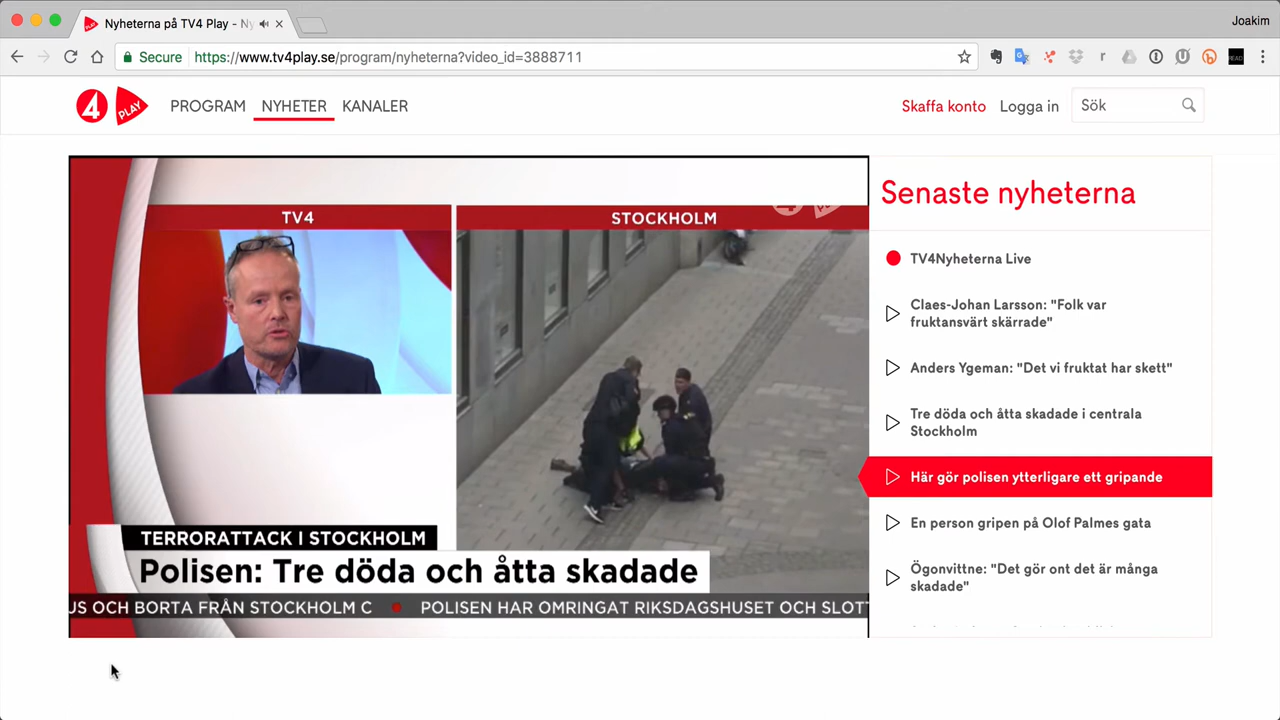 Nyheterna på TV4 Play - Ny
Joakim
Secure https://www.tv4play.se/program/nyheterna?video_id=3888711
4 PLAY PROGRAM NYHETER KANALER Skaffa konto Logga in Sök
TV4 STOCKHOLM
TERRORATTACK I STOCKHOLM
Polisen: Tre döda och åtta skadade
US OCH BORTA FRÅN STOCKHOLM C POLISEN HAR OMRINGAT RIKSDAGSHUSET OCH SLOTT
Senaste nyheterna
TV4Nyheterna Live
Claes-Johan Larsson: "Folk var
fruktansvärt skärrade"
Anders Ygeman: "Det vi fruktat har skett"
Tre döda och åtta skadade i centrala
Stockholm
Här gör polisen ytterligare ett gripande
En person gripen på Olof Palmes gata
Ögonvittne: "Det gör ont det är många
skadade"